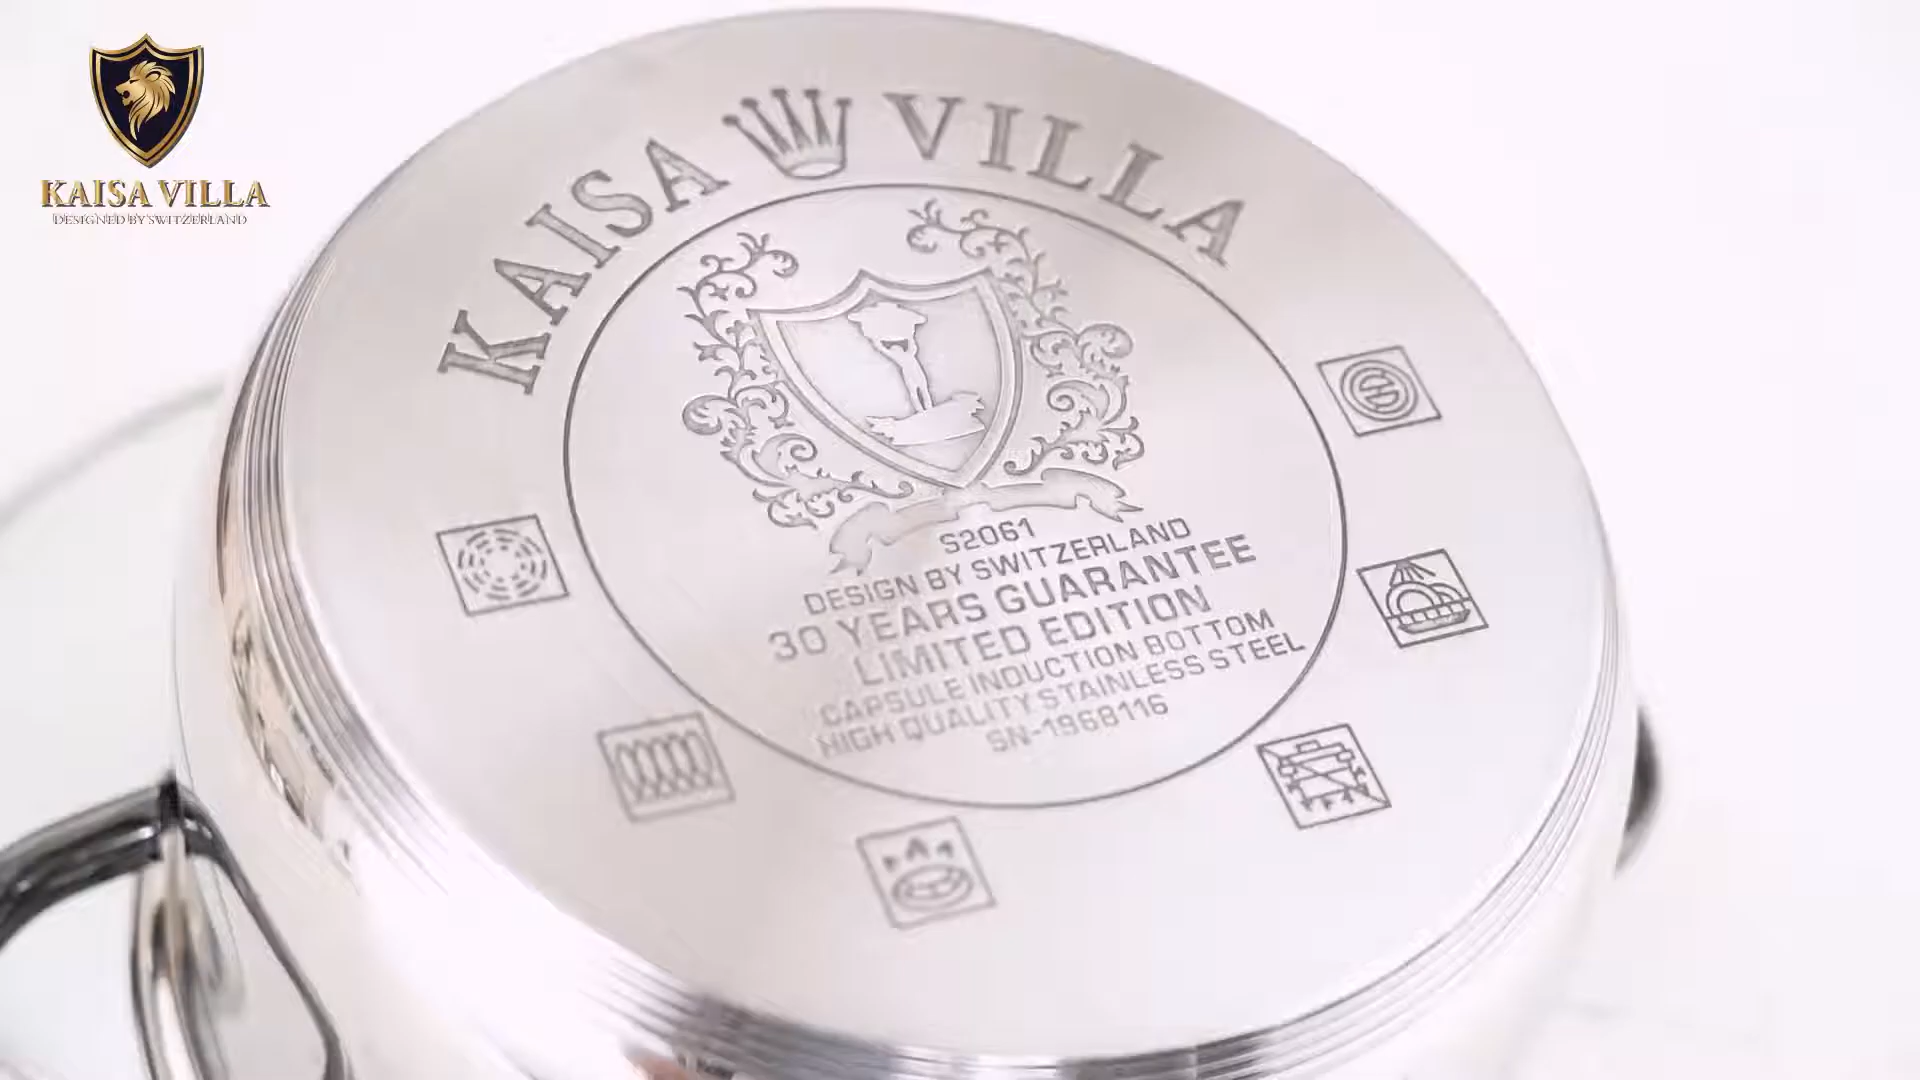 KAISA VILLA
DESIGNED BY SWITZERLAND
KAISA VILLA
S2061
DESIGN BY SWITZERLAND
30 YEARS GUARANTEE
LIMITED EDITION
CAPSULE INDUCTION BOTTOM
HIGH QUALITY STAINLESS STEEL
SN-1968116